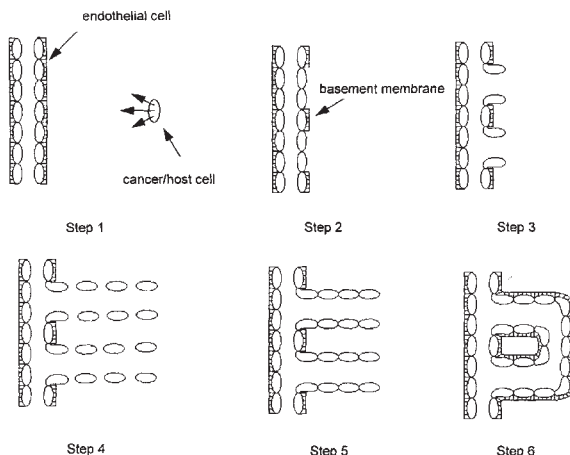 endothelial cell
cancer/host cell
basement membrane
Step 1
Step 2
Step 3
Step 4
Step 5
Step 6